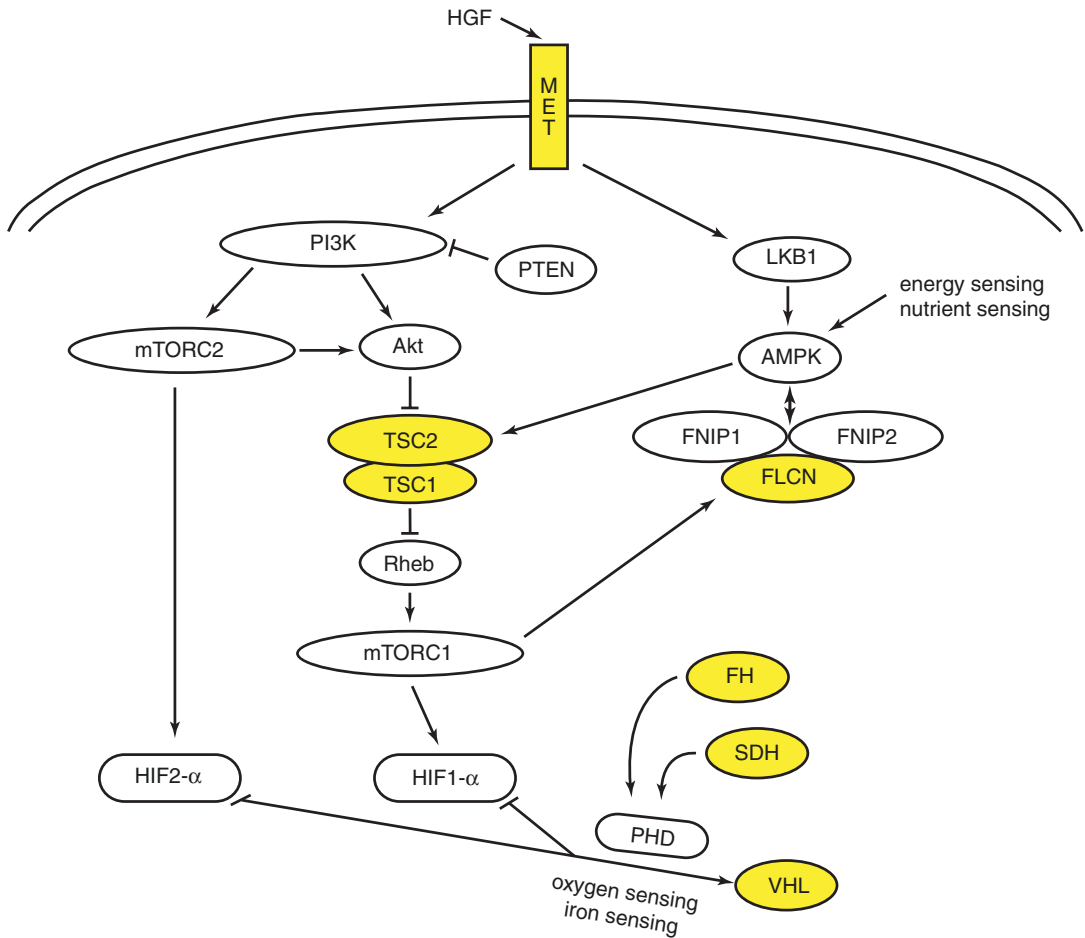 HGF
M
E
T
PI3K
PTEN
LKB1
energy sensing
nutrient sensing
mTORC2
Akt
AMPK
TSC2
FNIP1
FNIP2
TSC1
FLCN
Rheb
mTORC1
FH
SDH
HIF2-α
HIF1-α
PHD
VHL
oxygen sensing
iron sensing